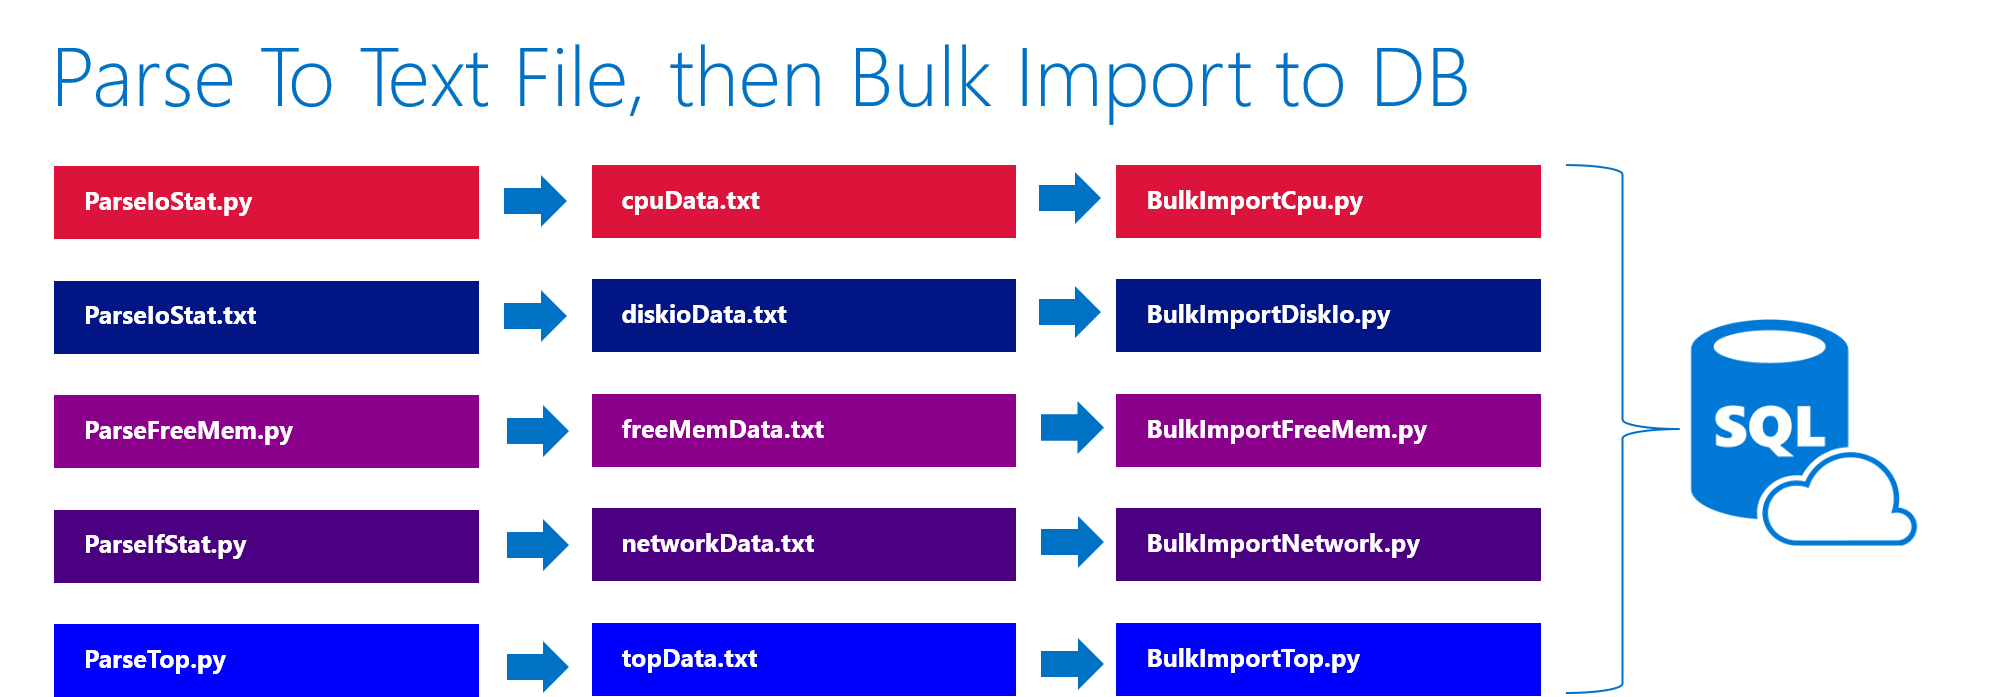 Parse To Text File, then Bulk Import to DB
ParseIoStat.py
cpuData.txt
BulkImportCpu.py
ParseIoStat.txt
diskioData.txt
BulkImportDiskIo.py
ParseFreeMem.py
freeMemData.txt
BulkImportFreeMem.py
ParseIfStat.py
networkData.txt
BulkImportNetwork.py
ParseTop.py
topData.txt
BulkImportTop.py
SQL